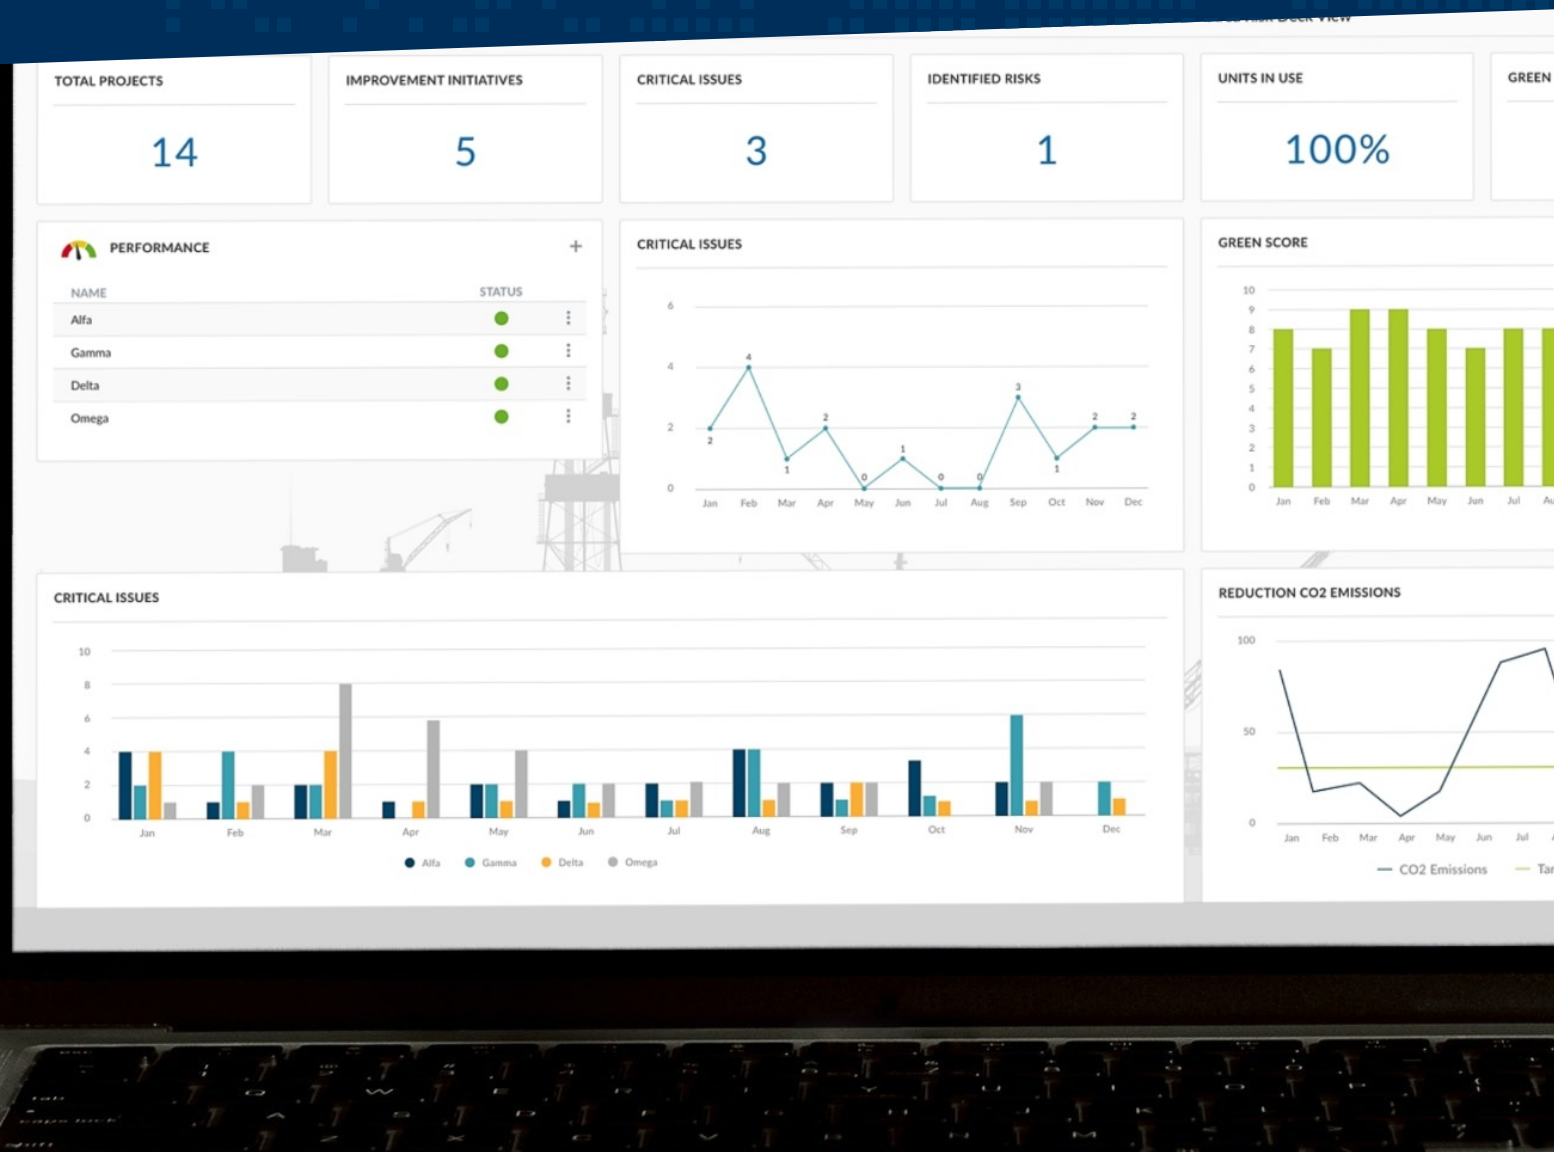 Risk Deck View
TOTAL PROJECTS
14
IMPROVEMENT INITIATIVES
5
CRITICAL ISSUES
3
IDENTIFIED RISKS
1
UNITS IN USE
100%
GREEN
PERFORMANCE
+
NAME STATUS
Alfa
Gamma
Delta
Omega
CRITICAL ISSUES
6
4
2
0
2 4 1 2 0 1 0 0 3 1 2 2
Jan Feb Mar Apr May Jun Jul Aug Sep Oct Nov Dec
GREEN SCORE
10
9
8
7
6
5
4
3
2
1
0
Jan Feb Mar Apr May Jun Jul
CRITICAL ISSUES
10
8
6
4
2
0
Jan Feb Mar Apr May Jun Jul Aug Sep Oct Nov Dec
Alfa Gamma Delta Omega
REDUCTION CO2 EMISSIONS
100
50
0
Jan Feb Mar Apr May Jun Jul
CO2 Emissions